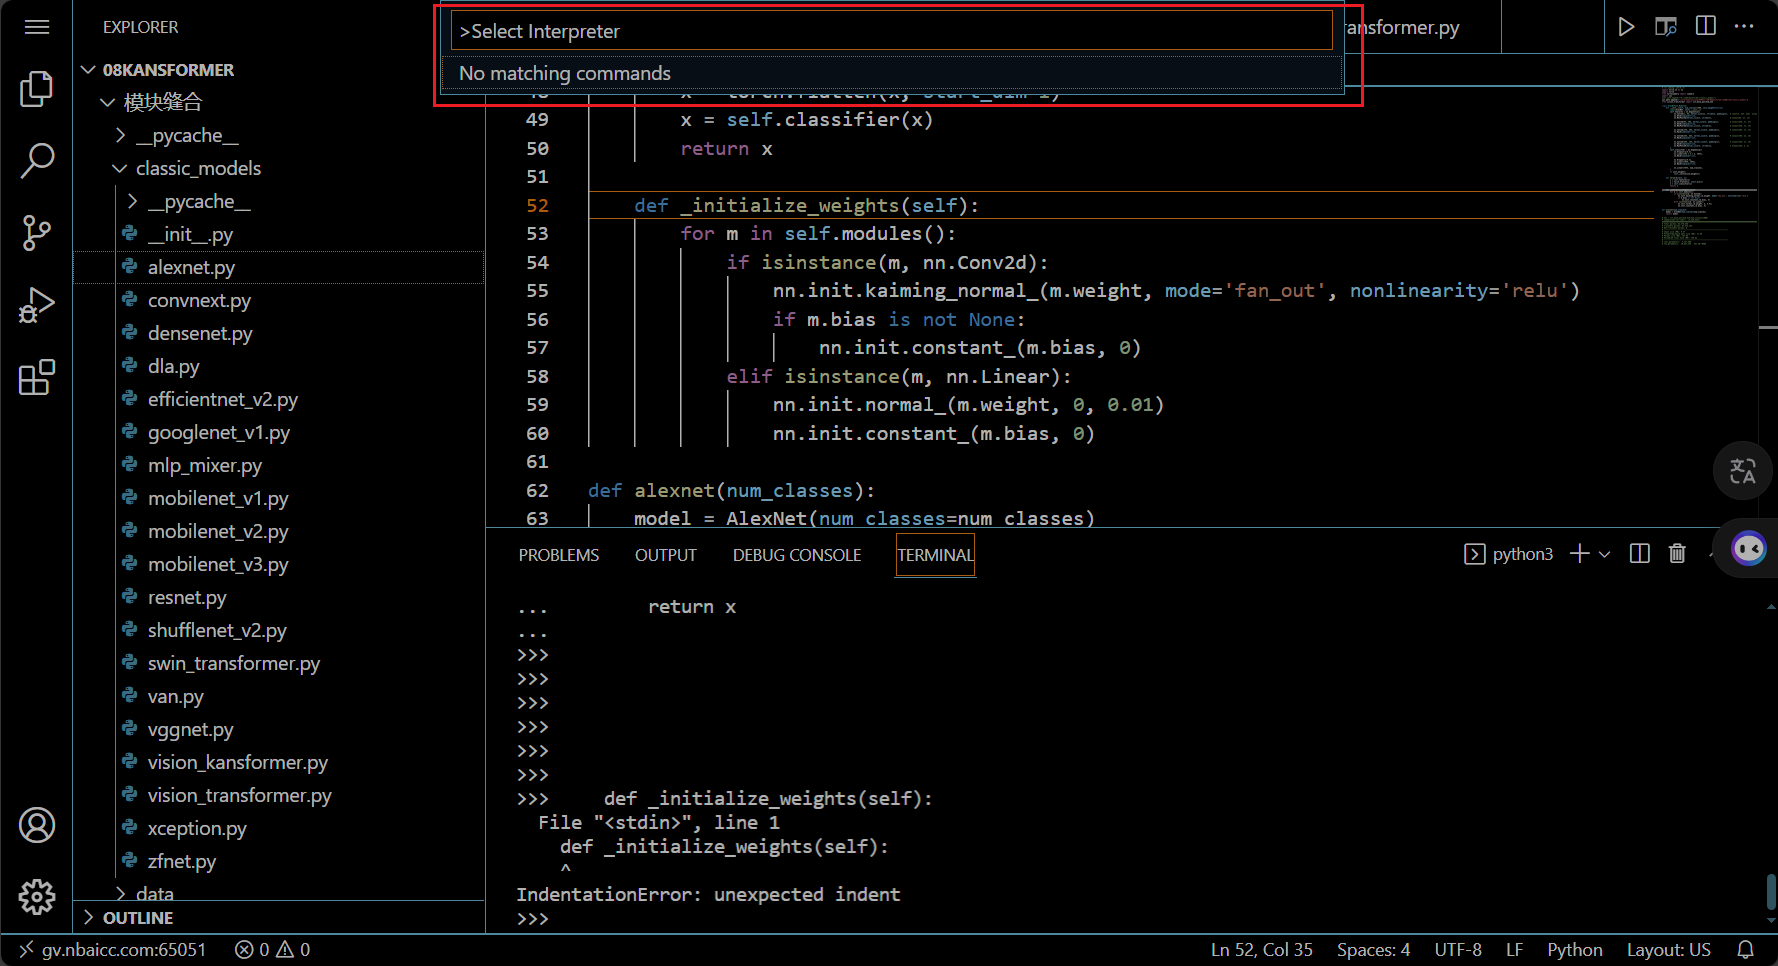 EXPLORER
>Select Interpreter
No matching commands
ansformer.py
08KANSFORMER
模块缝合
__pycache__
classic_models
__pycache__
__init__.py
alexnet.py
convnext.py
densenet.py
dla.py
efficientnet_v2.py
googlenet_v1.py
mlp_mixer.py
mobilenet_v1.py
mobilenet_v2.py
mobilenet_v3.py
resnet.py
shufflenet_v2.py
swin_transformer.py
van.py
vggnet.py
vision_kansformer.py
vision_transformer.py
xception.py
zfnet.py
data
OUTLINE
49 x = self.classifier(x)
50 return x
51
52 def _initialize_weights(self):
53 for m in self.modules():
54 if isinstance(m, nn.Conv2d):
55 nn.init.kaiming_normal_(m.weight, mode='fan_out', nonlinearity='relu')
56 if m.bias is not None:
57 nn.init.constant_(m.bias, 0)
58 elif isinstance(m, nn.Linear):
59 nn.init.normal_(m.weight, 0, 0.01)
60 nn.init.constant_(m.bias, 0)
61
62 def alexnet(num_classes):
63 model = AlexNet(num_classes=num_classes)
PROBLEMS OUTPUT DEBUG CONSOLE TERMINAL
python3
... return x
...
>>>
>>>
>>>
>>>
>>>
>>>
>>> def _initialize_weights(self):
File "<stdin>", line 1
def _initialize_weights(self):
^
IndentationError: unexpected indent
>>>
gv.nbaicc.com:65051 0 0 Ln 52, Col 35 Spaces: 4 UTF-8 LF Python Layout: US